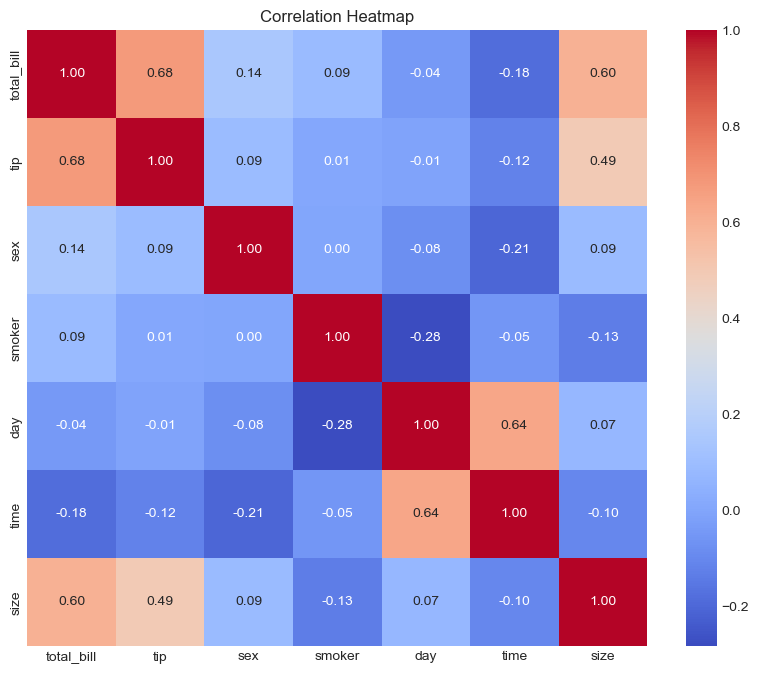 Correlation Heatmap
total_bill 1.00 0.68 0.14 0.09 -0.04 -0.18 0.60
tip 0.68 1.00 0.09 0.01 -0.01 -0.12 0.49
sex 0.14 0.09 1.00 0.00 -0.08 -0.21 0.09
smoker 0.09 0.01 0.00 1.00 -0.28 -0.05 -0.13
day -0.04 -0.01 -0.08 -0.28 1.00 0.64 0.07
time -0.18 -0.12 -0.21 -0.05 0.64 1.00 -0.10
size 0.60 0.49 0.09 -0.13 0.07 -0.10 1.00
total_bill tip sex smoker day time size
1.0
0.8
0.6
0.4
0.2
0.0
−0.2